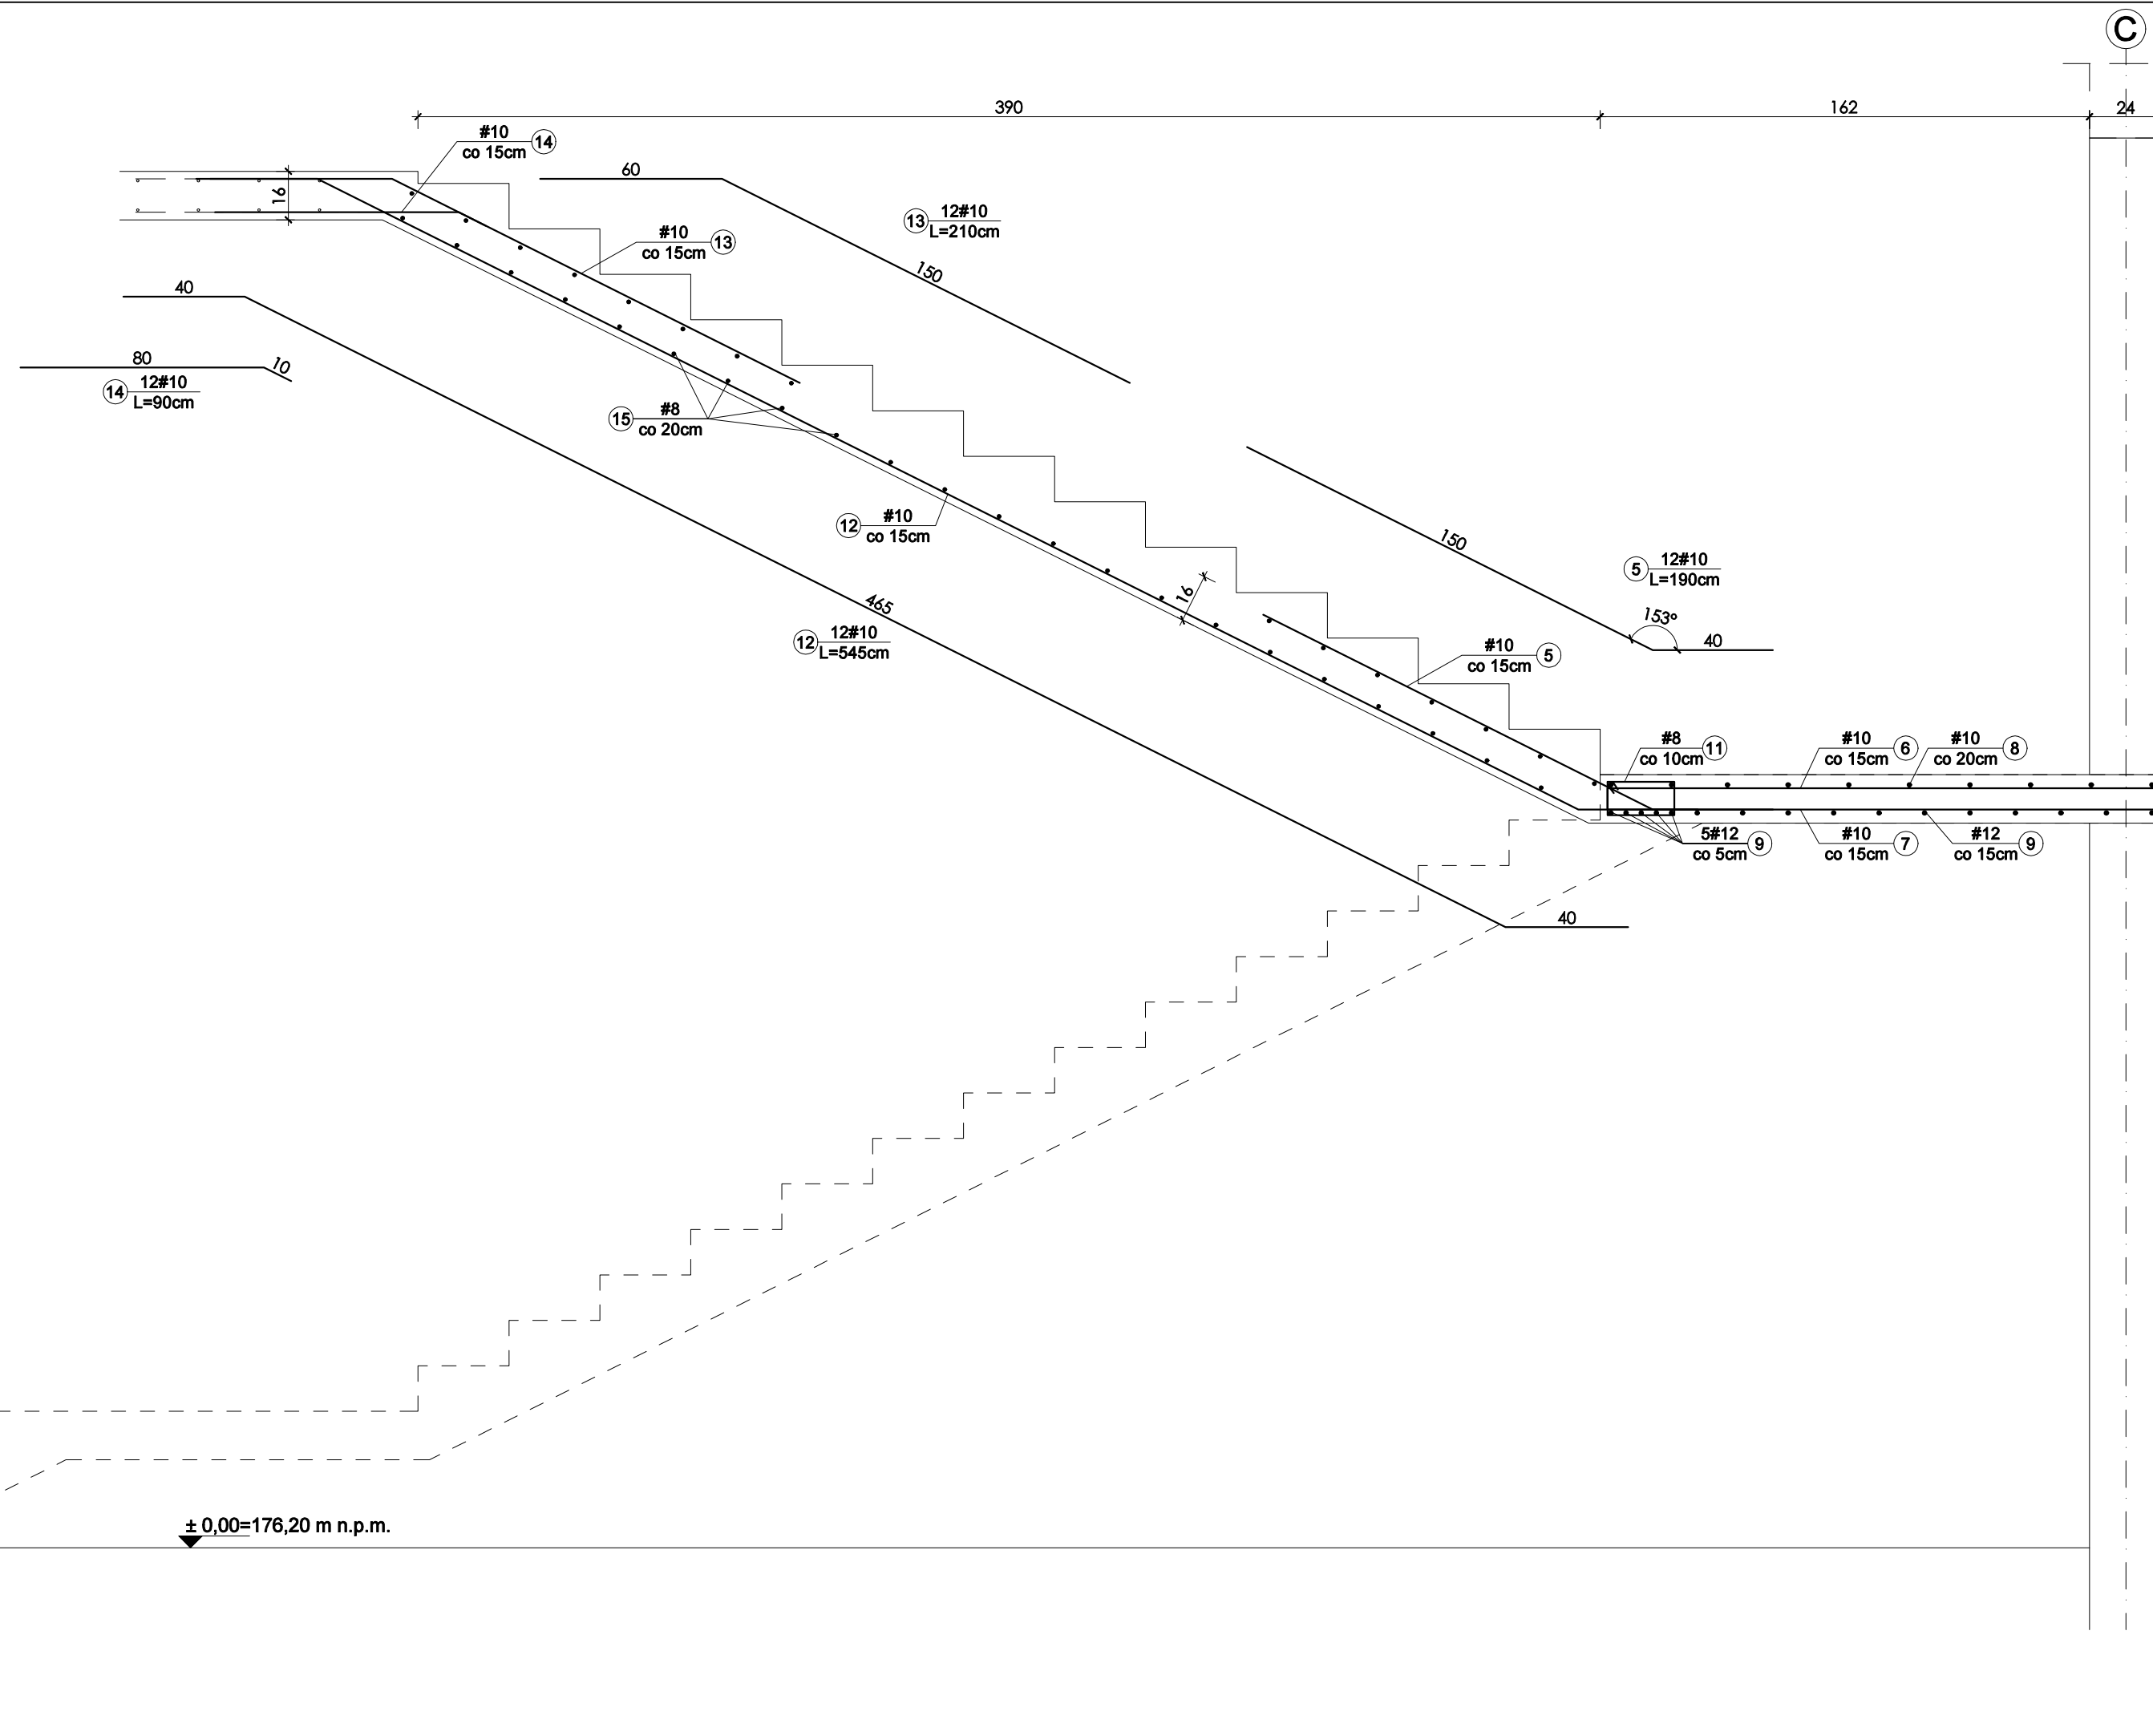 C
390
162
24
#10
co 15cm
14
16
60
13
12#10
L=210cm
#10
co 15cm
13
150
40
80
10
14
12#10
L=90cm
15
#8
co 20cm
12
#10
co 15cm
150
5
12#10
L=190cm
153°
40
16
465
12
12#10
L=545cm
#10
co 15cm
5
#8
co 10cm
11
#10
co 15cm
6
#10
co 20cm
8
5#12
co 5cm
9
#10
co 15cm
7
#12
co 15cm
9
40
± 0,00=176,20 m n.p.m.